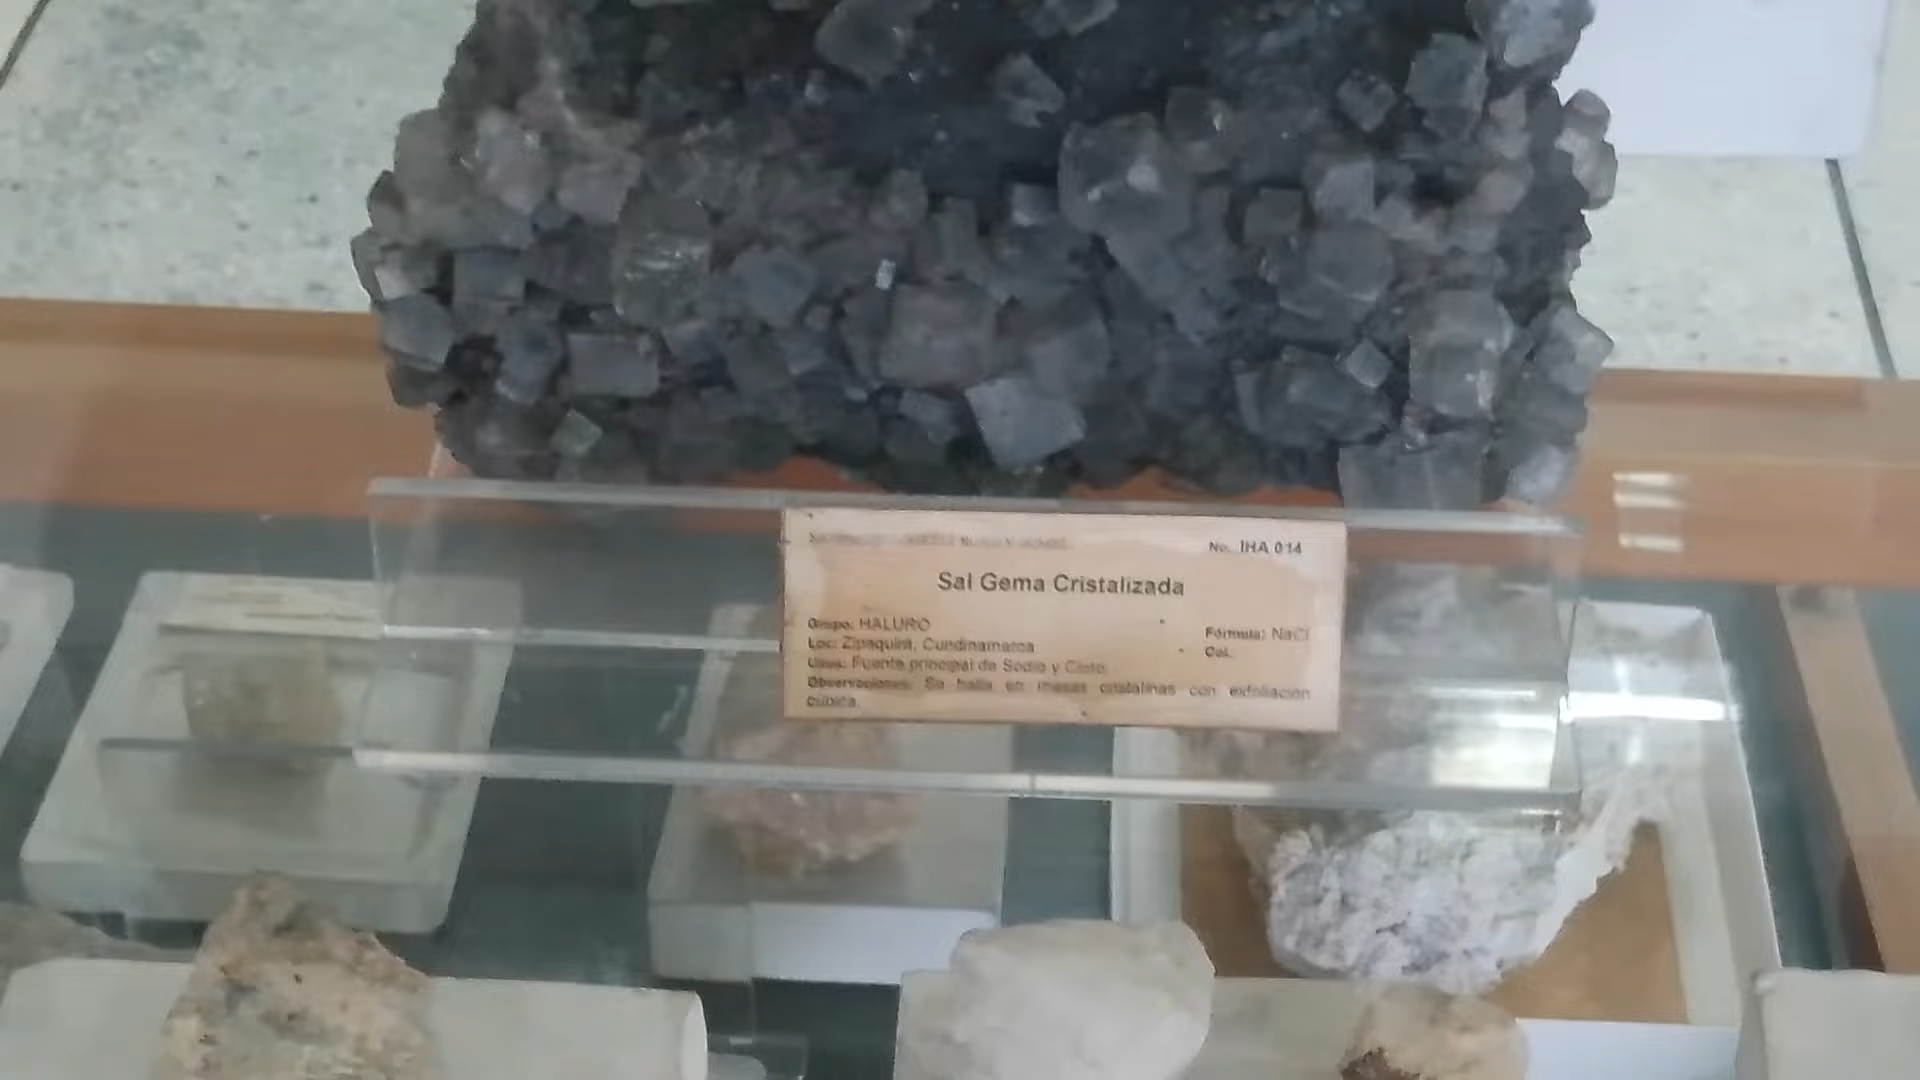 No. IHA 014
Sal Gema Cristalizada
Grupo: HALURO
Fórmula: NaCl
Loc: Zipaquirá, Cundinamarca
Col.
Usos: Fuente principal de Sodio y Cloro.
Observaciones: Se halla en masas cristalinas con exfoliación
cúbica.